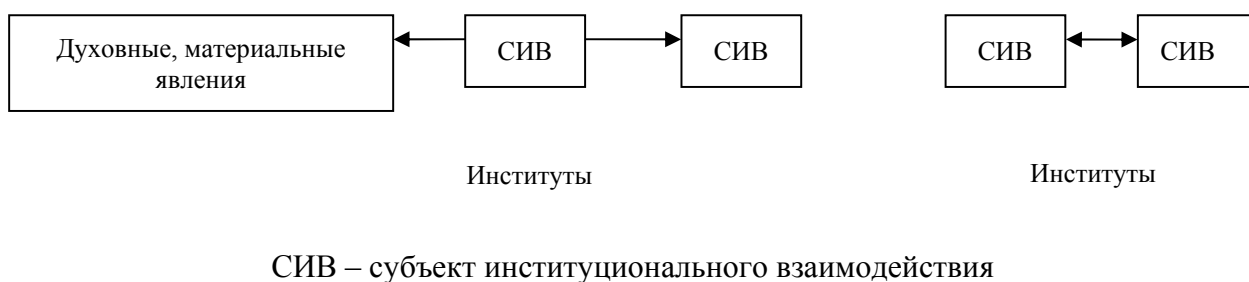 Духовные, материальные
явления
СИВ
СИВ
СИВ
СИВ
Институты
Институты
СИВ – субъект институционального взаимодействия